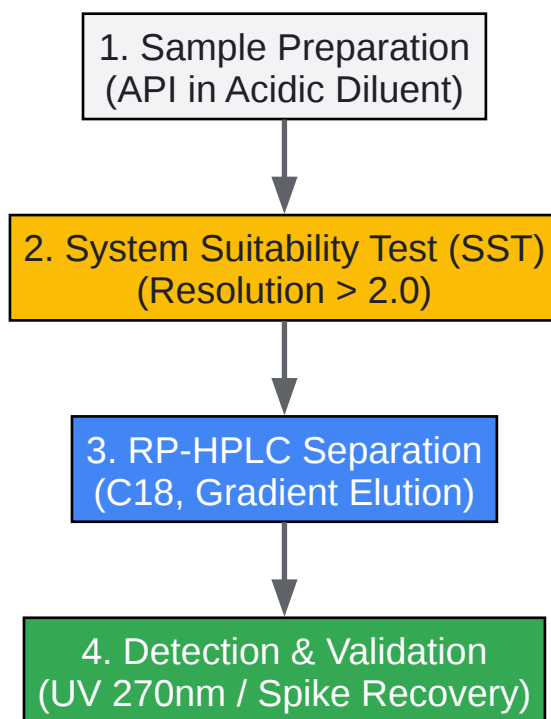 1. Sample Preparation
(API in Acidic Diluent)
2. System Suitability Test (SST)
(Resolution > 2.0)
3. RP-HPLC Separation
(C18, Gradient Elution)
4. Detection & Validation
(UV 270nm / Spike Recovery)